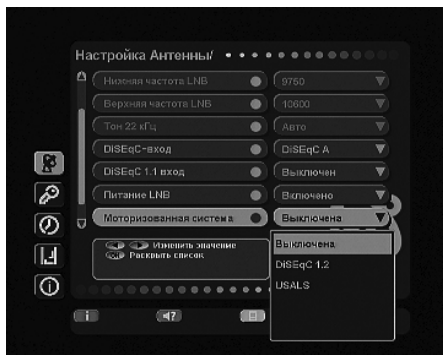 Настройка Антенны/
Нижняя частота LNB 9750
Верхняя частота LNB 10600
Тон 22 кГц Авто
DiSEqC-вход DiSEqC A
DiSEqC 1.1 вход Выключен
Питание LNB Включено
Моторизованная система Выключена
Изменить значение
Раскрыть список
Выключена
DiSEqC 1.2
USALS